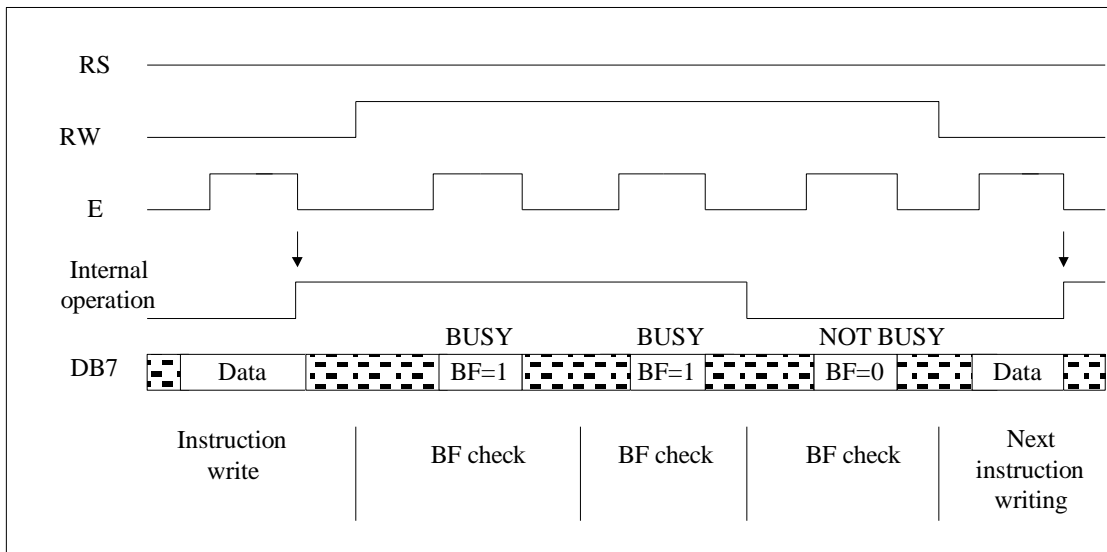 RS
RW
E
Internal
operation
BUSY BUSY NOT BUSY
DB7 Data BF=1 BF=1 BF=0 Data
Instruction
write
BF check
BF check
BF check
Next
instruction
writing